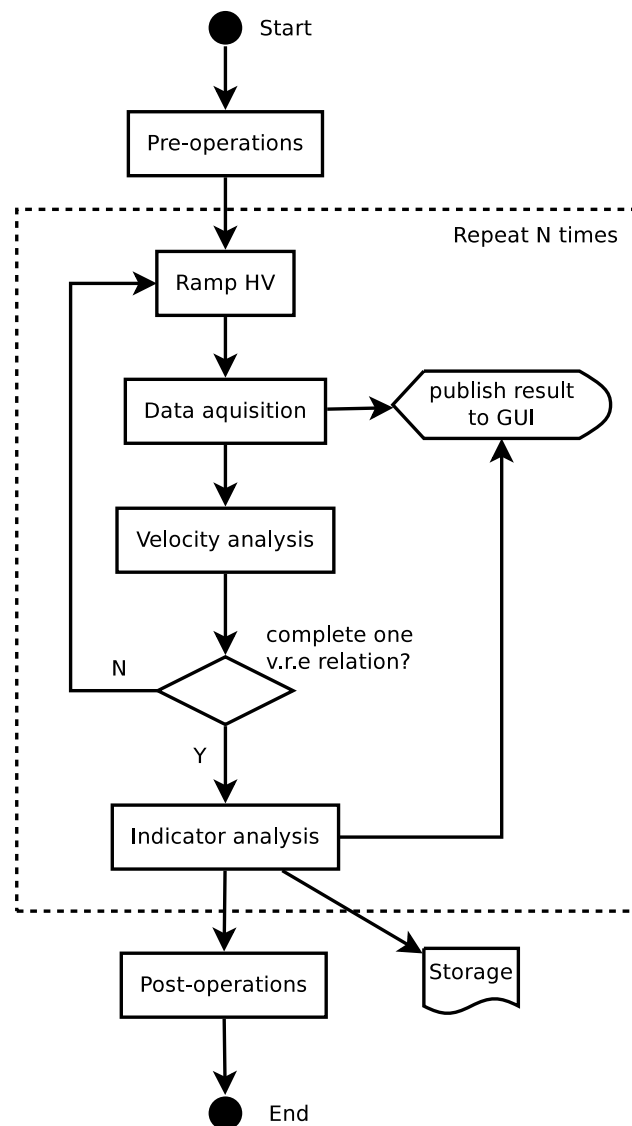 Start
Pre-operations
Repeat N times
Ramp HV
Data aquisition
publish result
to GUI
Velocity analysis
complete one
v.r.e relation?
N
Y
Indicator analysis
Storage
Post-operations
End